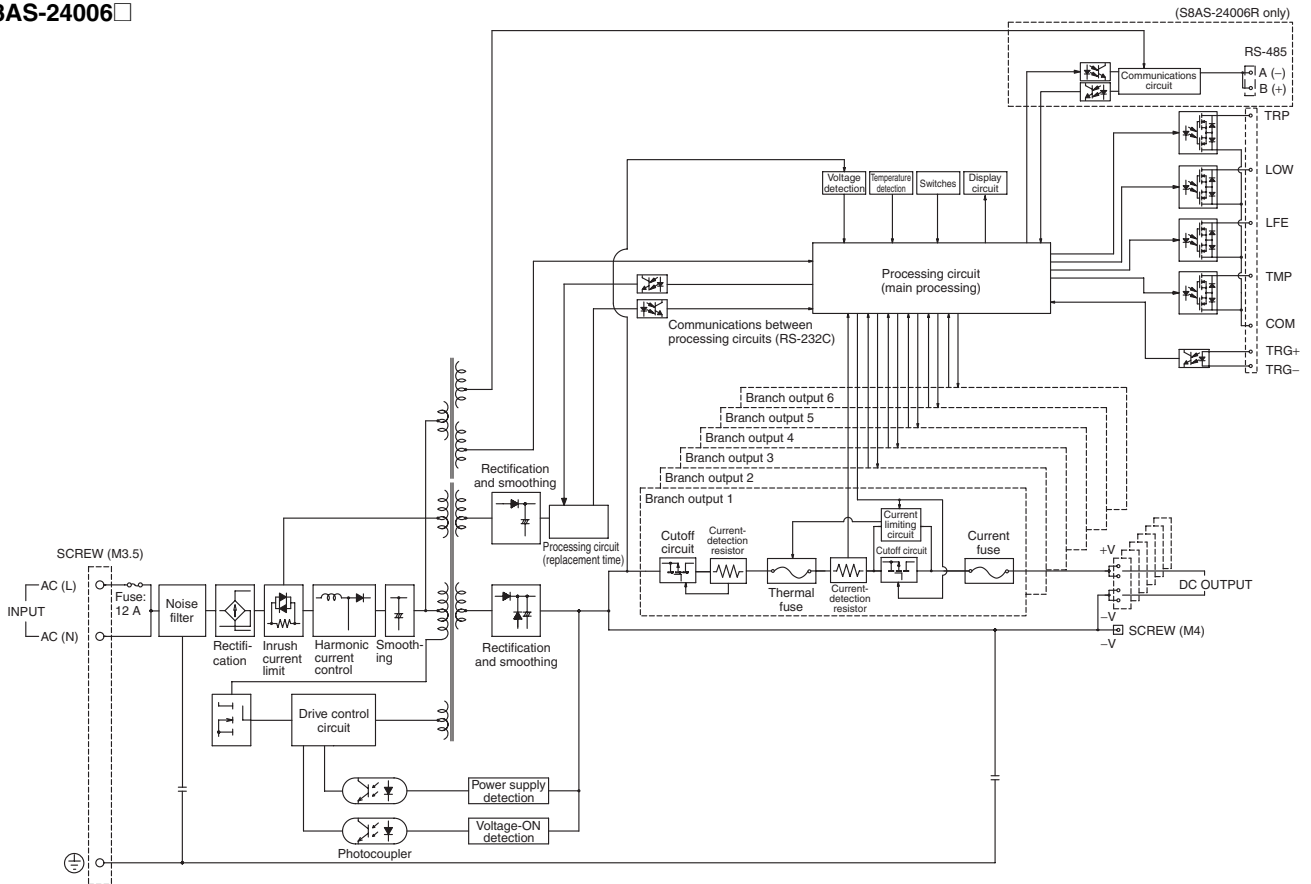 8AS-24006□
(S8AS-24006R only)
RS-485
A (−)
B (+)
Communications
circuit
TRP
LOW
LFE
TMP
COM
TRG+
TRG−
Voltage
detection
Temperature
detection
Switches
Display
circuit
Processing circuit
(main processing)
Communications between
processing circuits (RS-232C)
Branch output 6
Branch output 5
Branch output 4
Branch output 3
Branch output 2
Branch output 1
Rectification
and smoothing
Processing circuit
(replacement time)
Cutoff
circuit
Current-
detection
resistor
Thermal
fuse
Current
limiting
circuit
Cutoff circuit
Current-
detection
resistor
Current
fuse
+V
DC OUTPUT
−V
SCREW (M4)
−V
SCREW (M3.5)
AC (L)
INPUT
AC (N)
Fuse:
12 A
Noise
filter
Rectifi-
cation
Inrush
current
limit
Harmonic
current
control
Smooth-
ing
Rectification
and smoothing
Drive control
circuit
Power supply
detection
Voltage-ON
detection
Photocoupler